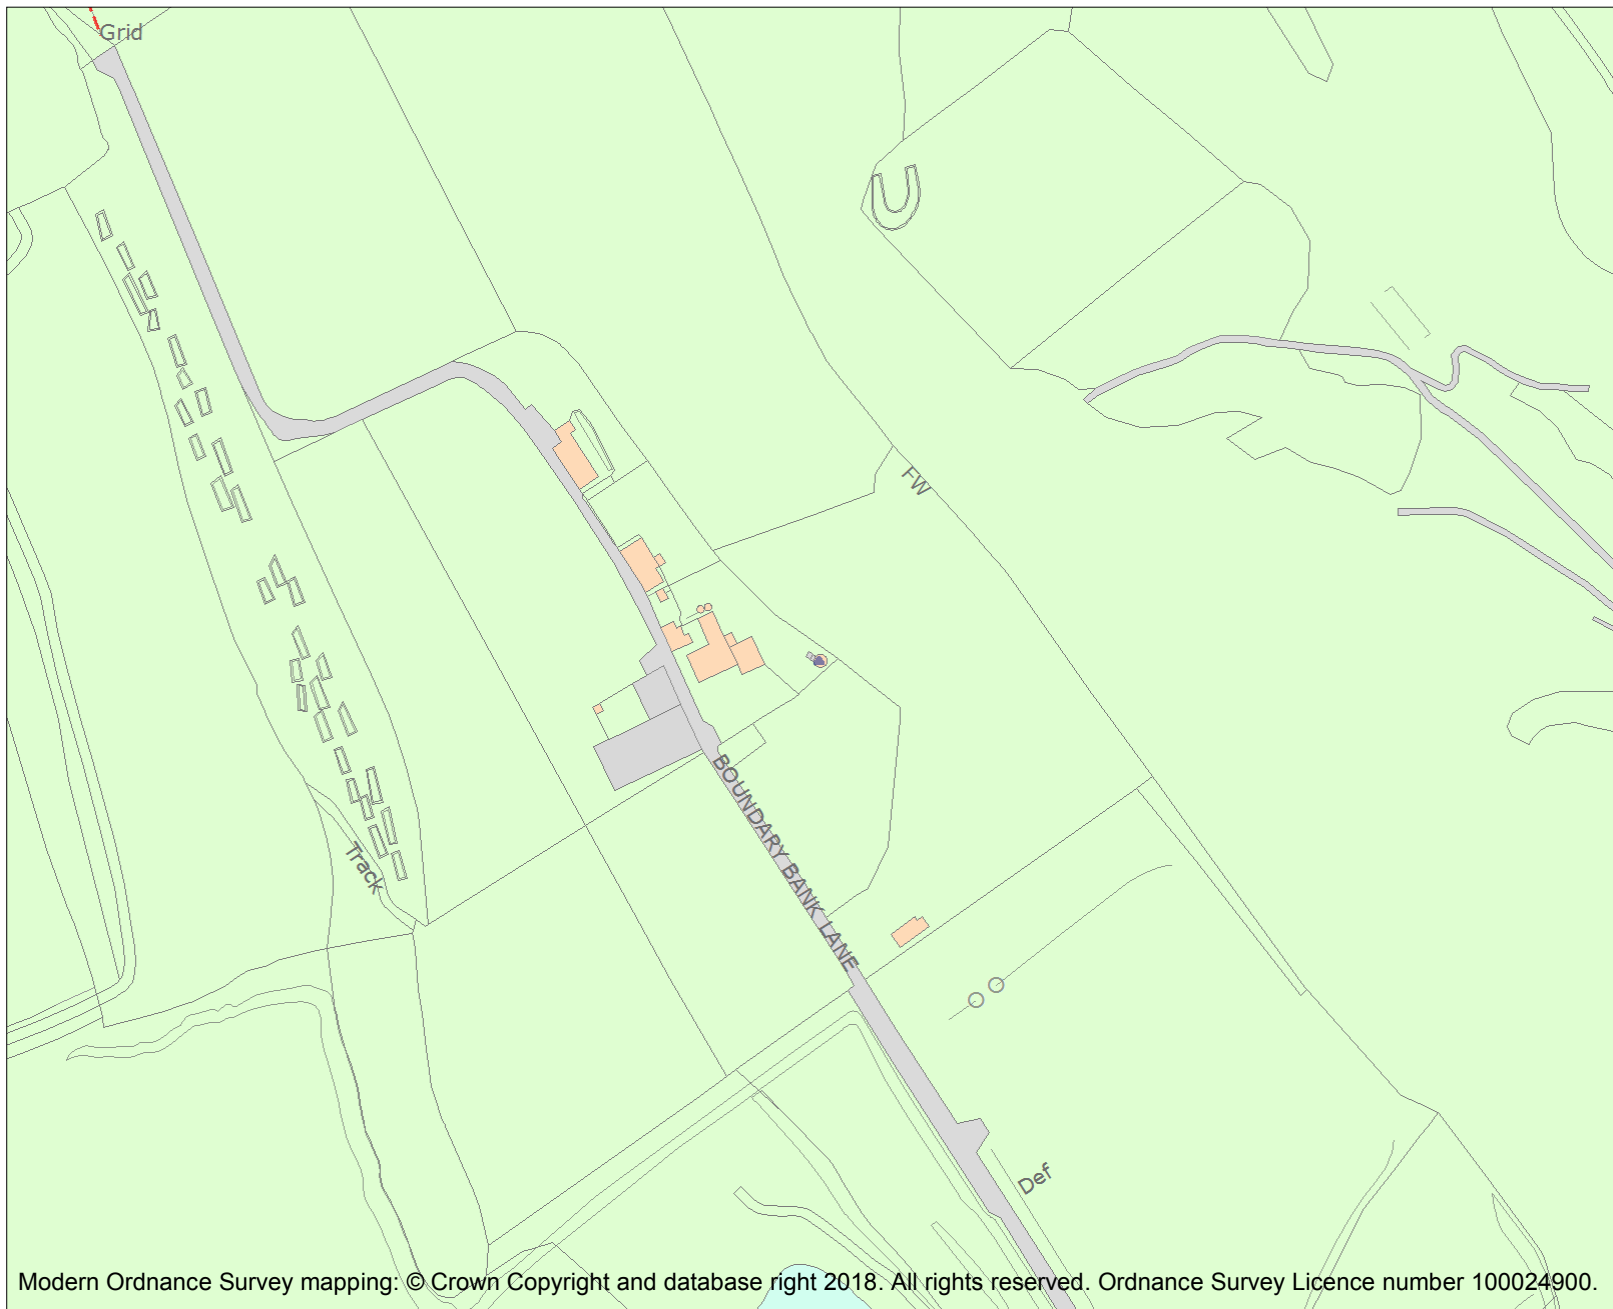 Grid
FW
BOUNDARY BANK LANE
Track
Def
Modern Ordnance Survey mapping: © Crown Copyright and database right 2018. All rights reserved. Ordnance Survey Licence number 100024900.